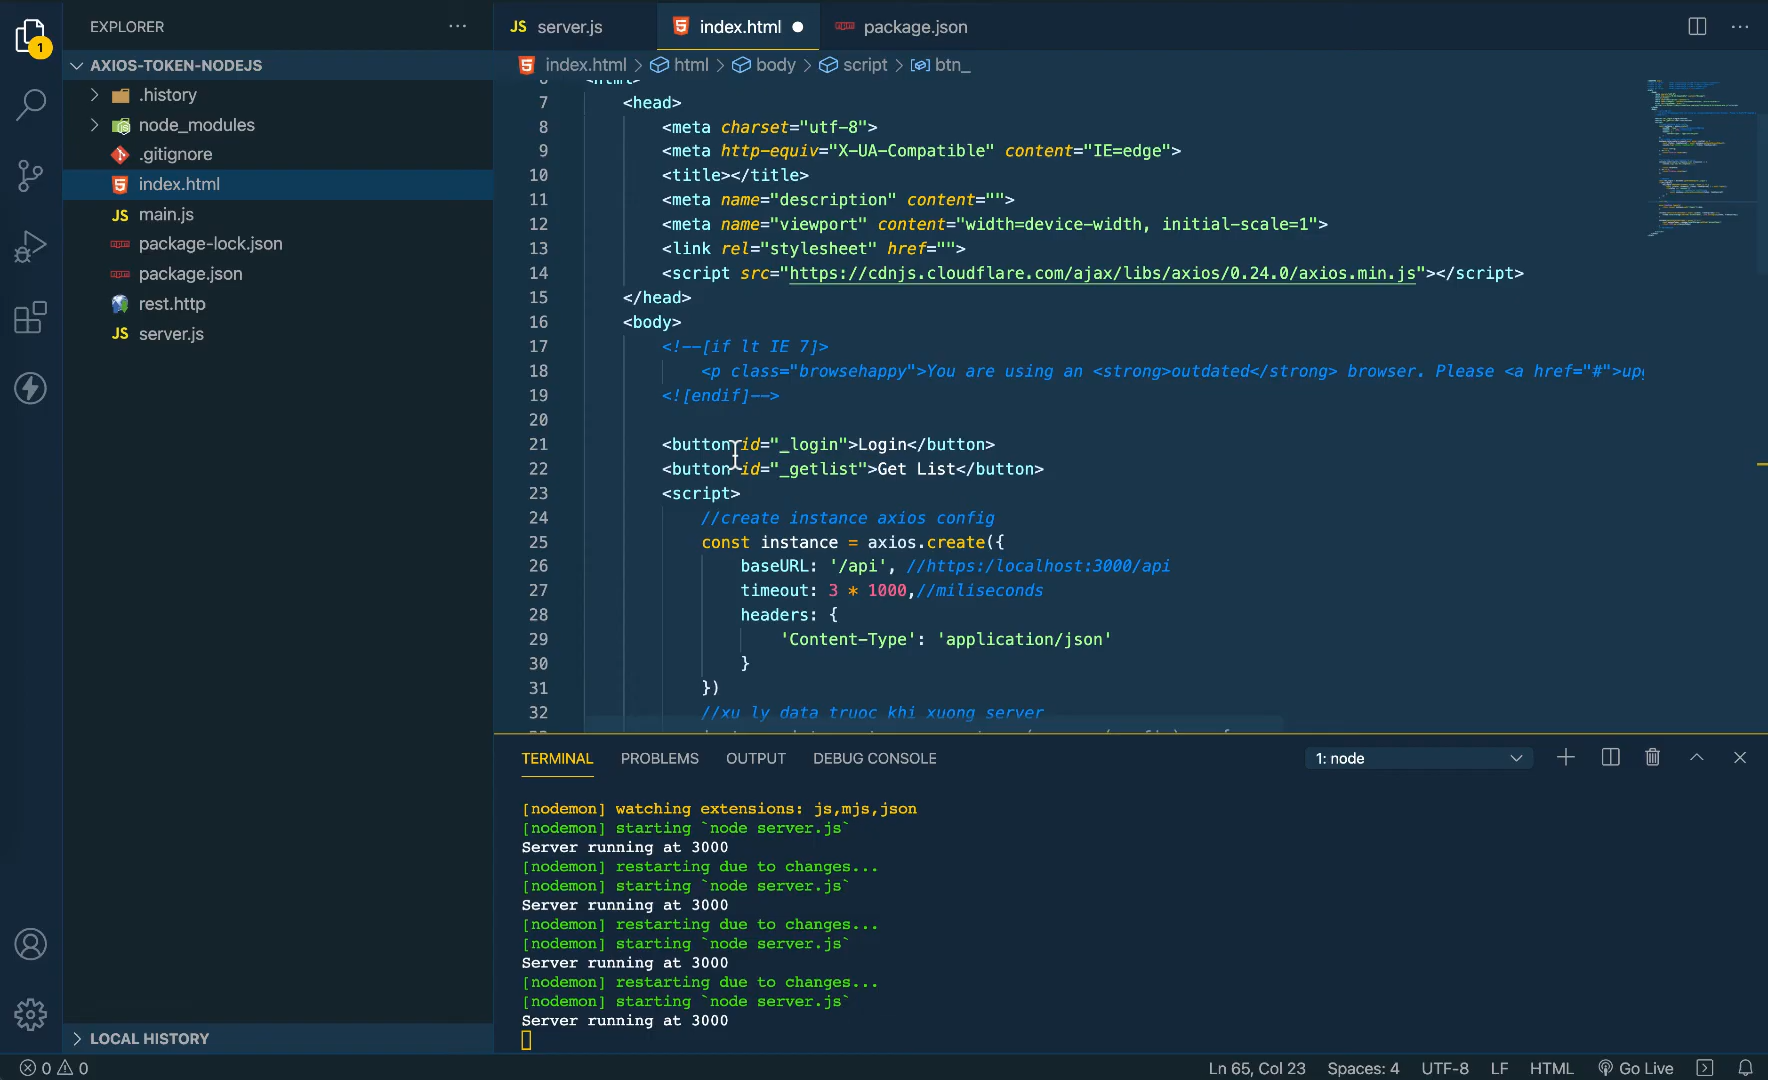 EXPLORER
1
AXIOS-TOKEN-NODEJS
.history
node_modules
.gitignore
index.html
JS main.js
package-lock.json
package.json
rest.http
JS server.js
LOCAL HISTORY
JS server.js
index.html
package.json
index.html > html > body > script > btn_
7 <head>
8 <meta charset="utf-8">
9 <meta http-equiv="X-UA-Compatible" content="IE=edge">
10 <title></title>
11 <meta name="description" content="">
12 <meta name="viewport" content="width=device-width, initial-scale=1">
13 <link rel="stylesheet" href="">
14 <script src="https://cdnjs.cloudflare.com/ajax/libs/axios/0.24.0/axios.min.js"></script>
15 </head>
16 <body>
17 <!--[if lt IE 7]>
18 <p class="browsehappy">You are using an <strong>outdated</strong> browser. Please <a href="#">upg
19 <![endif]-->
20
21 <button id="_login">Login</button>
22 <button id="_getlist">Get List</button>
23 <script>
24 //create instance axios config
25 const instance = axios.create({
26 baseURL: '/api', //https:/localhost:3000/api
27 timeout: 3 * 1000,//miliseconds
28 headers: {
29 'Content-Type': 'application/json'
30 }
31 })
32 //xu ly data truoc khi xuong server
TERMINAL PROBLEMS OUTPUT DEBUG CONSOLE
1: node
[nodemon] watching extensions: js,mjs,json
[nodemon] starting `node server.js`
Server running at 3000
[nodemon] restarting due to changes...
[nodemon] starting `node server.js`
Server running at 3000
[nodemon] restarting due to changes...
[nodemon] starting `node server.js`
Server running at 3000
[nodemon] restarting due to changes...
[nodemon] starting `node server.js`
Server running at 3000
0 0
Ln 65, Col 23 Spaces: 4 UTF-8 LF HTML Go Live